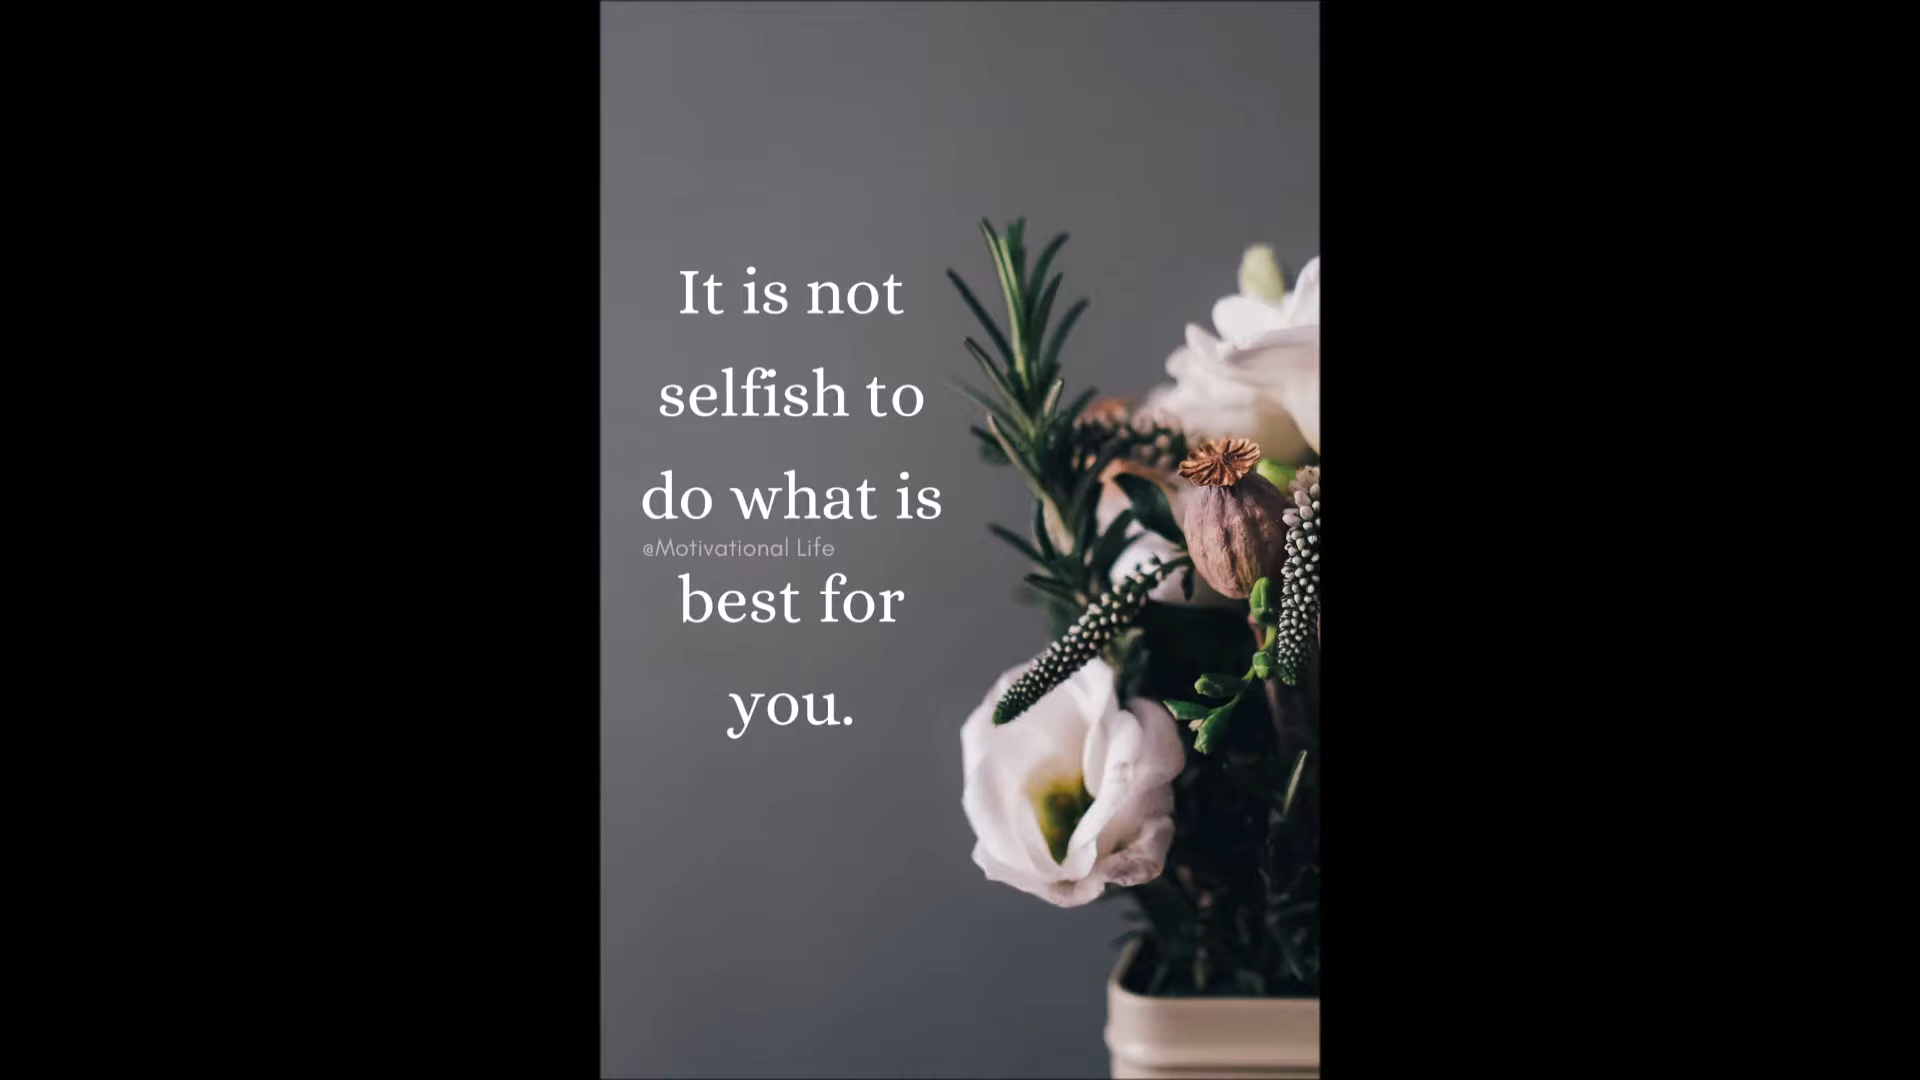 It is not
selfish to
do what is
@Motivational Life
best for
you.